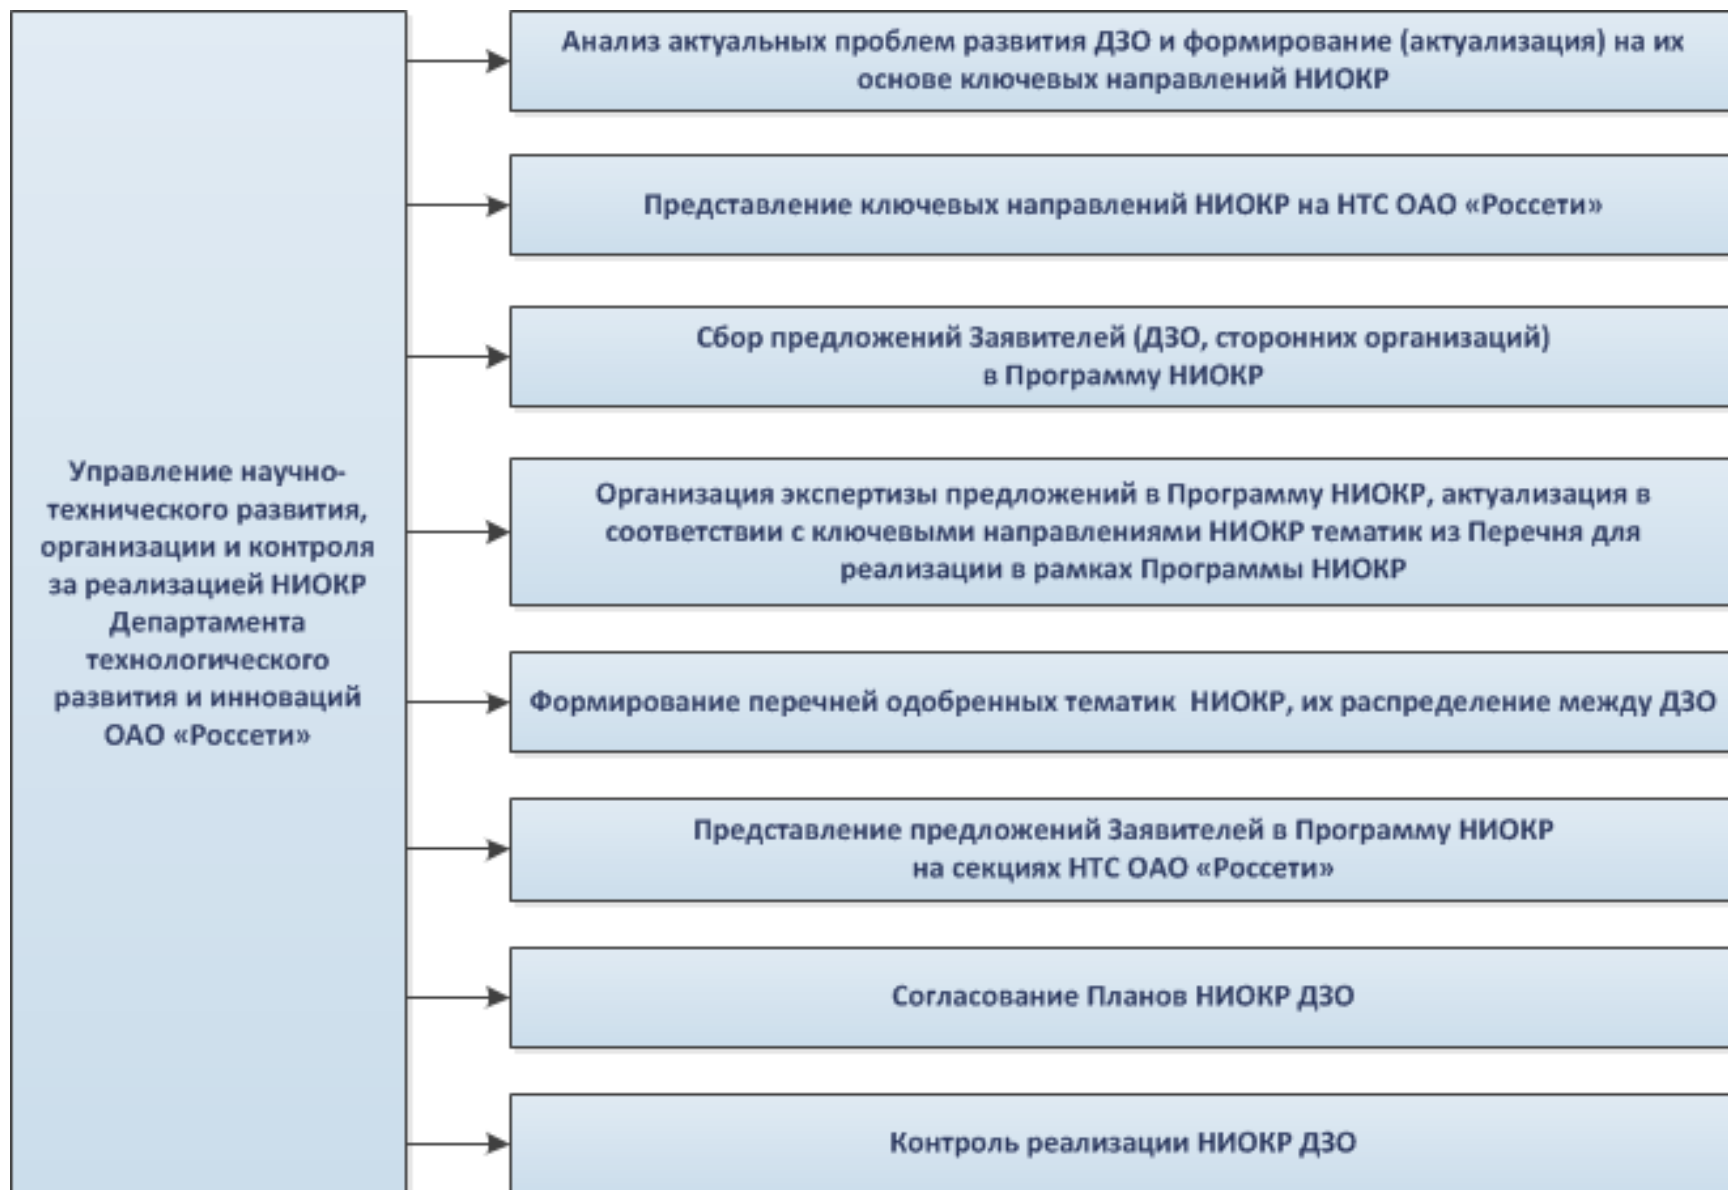 Управление научно-
технического развития,
организации и контроля
за реализацией НИОКР
Департамента
технологического
развития и инноваций
ОАО «Россети»
Анализ актуальных проблем развития ДЗО и формирование (актуализация) на их
основе ключевых направлений НИОКР
Представление ключевых направлений НИОКР на НТС ОАО «Россети»
Сбор предложений Заявителей (ДЗО, сторонних организаций)
в Программу НИОКР
Организация экспертизы предложений в Программу НИОКР, актуализация в
соответствии с ключевыми направлениями НИОКР тематик из Перечня для
реализации в рамках Программы НИОКР
Формирование перечней одобренных тематик  НИОКР, их распределение между ДЗО
Представление предложений Заявителей в Программу НИОКР
на секциях НТС ОАО «Россети»
Согласование Планов НИОКР ДЗО
Контроль реализации НИОКР ДЗО